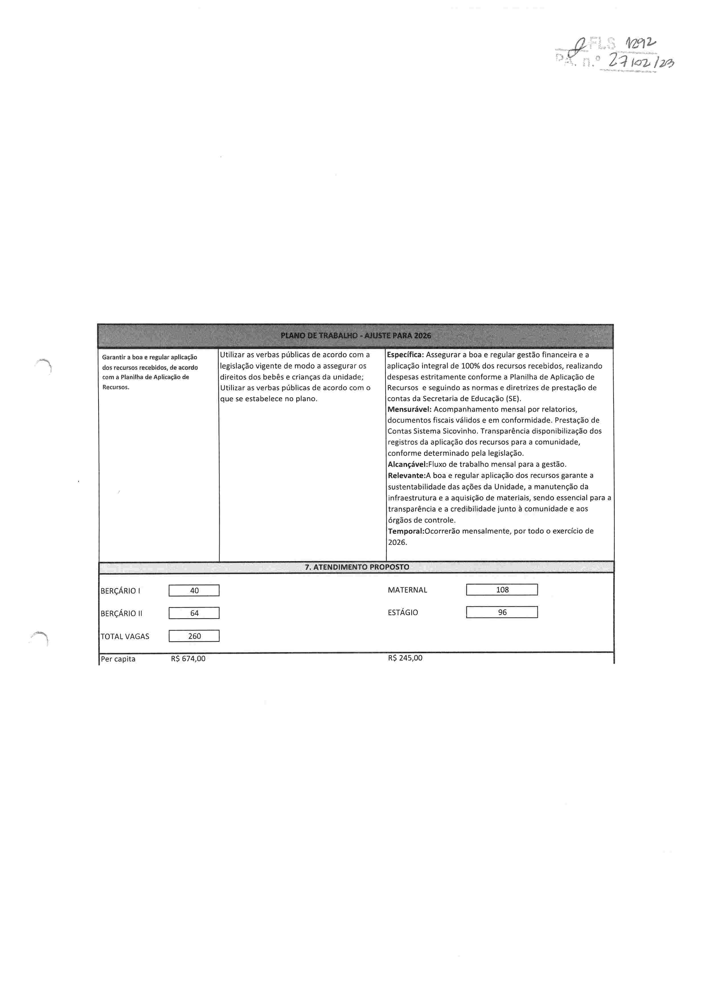 FLS 1292
PA. n.º 27102/23
PLANO DE TRABALHO - AJUSTE PARA 2026
Garantir a boa e regular aplicação
dos recursos recebidos, de acordo
com a Planilha de Aplicação de
Recursos.
Utilizar as verbas públicas de acordo com a
legislação vigente de modo a assegurar os
direitos dos bebês e crianças da unidade;
Utilizar as verbas públicas de acordo com o
que se estabelece no plano.
Específica: Assegurar a boa e regular gestão financeira e a
aplicação integral de 100% dos recursos recebidos, realizando
despesas estritamente conforme a Planilha de Aplicação de
Recursos e seguindo as normas e diretrizes de prestação de
contas da Secretaria de Educação (SE).
Mensurável: Acompanhamento mensal por relatorios,
documentos fiscais válidos e em conformidade. Prestação de
Contas Sistema Sicovinho. Transparência disponibilização dos
registros da aplicação dos recursos para a comunidade,
conforme determinado pela legislação.
Alcançável:Fluxo de trabalho mensal para a gestão.
Relevante:A boa e regular aplicação dos recursos garante a
sustentabilidade das ações da Unidade, a manutenção da
infraestrutura e a aquisição de materiais, sendo essencial para a
transparência e a credibilidade junto à comunidade e aos
órgãos de controle.
Temporal:Ocorrerão mensalmente, por todo o exercício de
2026.
7. ATENDIMENTO PROPOSTO
BERÇÁRIO I 40 MATERNAL 108
BERÇÁRIO II 64 ESTÁGIO 96
TOTAL VAGAS 260
Per capita R$ 674,00 R$ 245,00